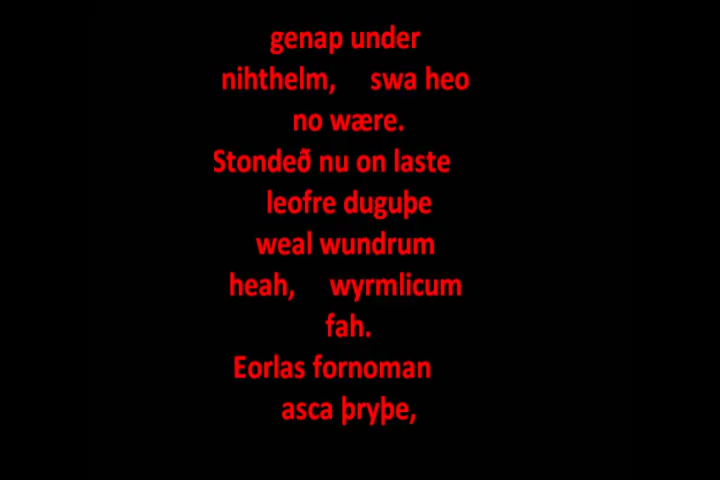 genap under
nihthelm, swa heo
no wære.
Stondeð nu on laste
leofre duguþe
weal wundrum
heah, wyrmlicum
fah.
Eorlas fornoman
asca þryþe,